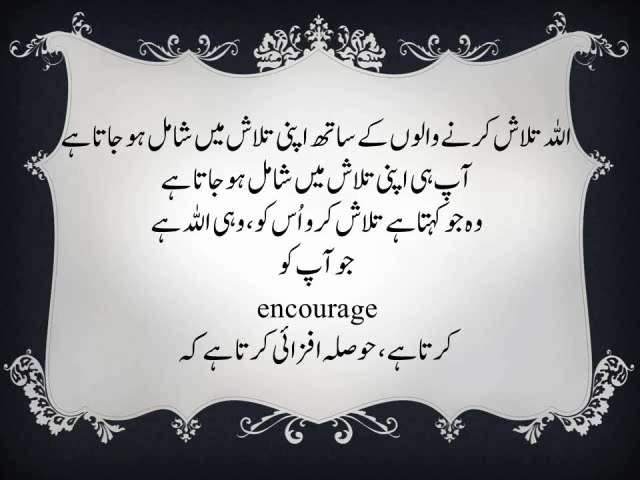 اللہ تلاش کرنے والوں کے ساتھ اپنی تلاش میں شامل ہو جاتا ہے
آپ ہی اپنی تلاش میں شامل ہو جاتا ہے
وہ جو کہتا ہے تلاش کرو اُس کو، وہی اللہ ہے
جو آپ کو
encourage
کرتا ہے، حوصلہ افزائی کرتا ہے کہ